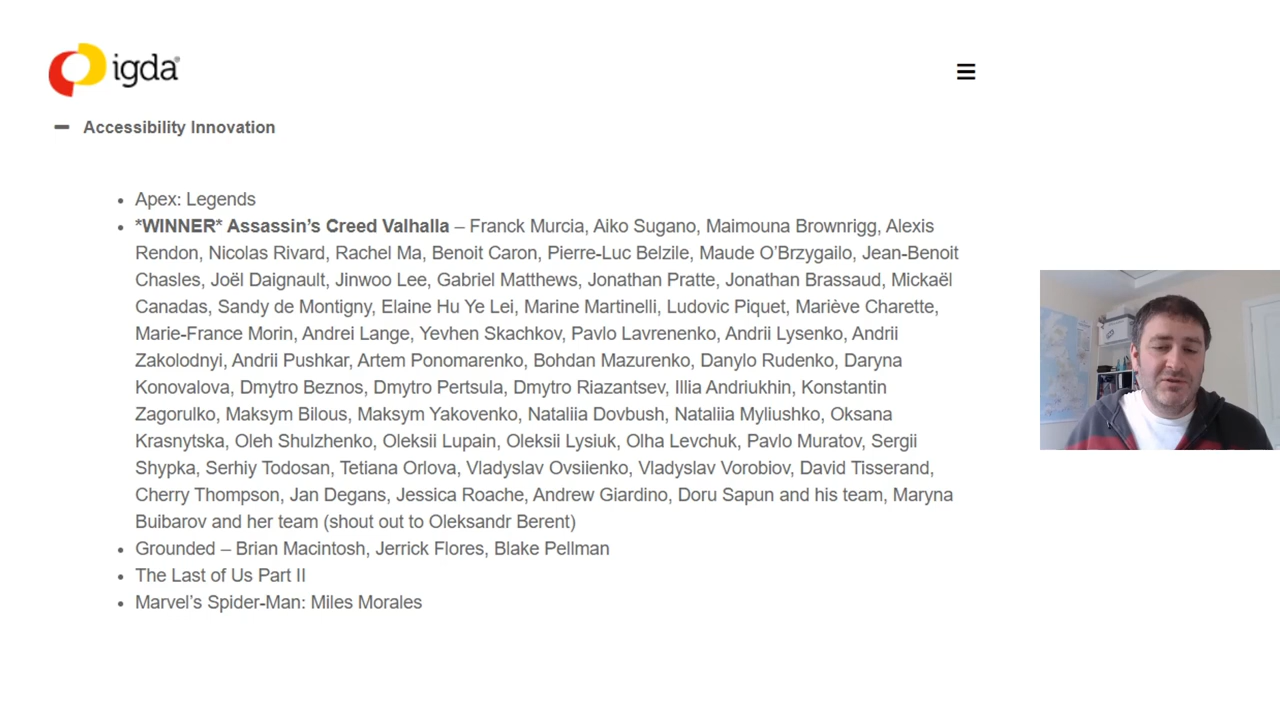 igda
Accessibility Innovation
Apex: Legends
*WINNER* Assassin’s Creed Valhalla – Franck Murcia, Aiko Sugano, Maimouna Brownrigg, Alexis
Rendon, Nicolas Rivard, Rachel Ma, Benoit Caron, Pierre-Luc Belzile, Maude O’Brzygailo, Jean-Benoit
Chasles, Joël Daignault, Jinwoo Lee, Gabriel Matthews, Jonathan Pratte, Jonathan Brassaud, Mickaël
Canadas, Sandy de Montigny, Elaine Hu Ye Lei, Marine Martinelli, Ludovic Piquet, Mariève Charette,
Marie-France Morin, Andrei Lange, Yevhen Skachkov, Pavlo Lavrenenko, Andrii Lysenko, Andrii
Zakolodnyi, Andrii Pushkar, Artem Ponomarenko, Bohdan Mazurenko, Danylo Rudenko, Daryna
Konovalova, Dmytro Beznos, Dmytro Pertsula, Dmytro Riazantsev, Illia Andriukhin, Konstantin
Zagorulko, Maksym Bilous, Maksym Yakovenko, Nataliia Dovbush, Nataliia Myliushko, Oksana
Krasnytska, Oleh Shulzhenko, Oleksii Lupain, Oleksii Lysiuk, Olha Levchuk, Pavlo Muratov, Sergii
Shypka, Serhiy Todosan, Tetiana Orlova, Vladyslav Ovsiienko, Vladyslav Vorobiov, David Tisserand,
Cherry Thompson, Jan Degans, Jessica Roache, Andrew Giardino, Doru Sapun and his team, Maryna
Buibarov and her team (shout out to Oleksandr Berent)
Grounded – Brian Macintosh, Jerrick Flores, Blake Pellman
The Last of Us Part II
Marvel’s Spider-Man: Miles Morales